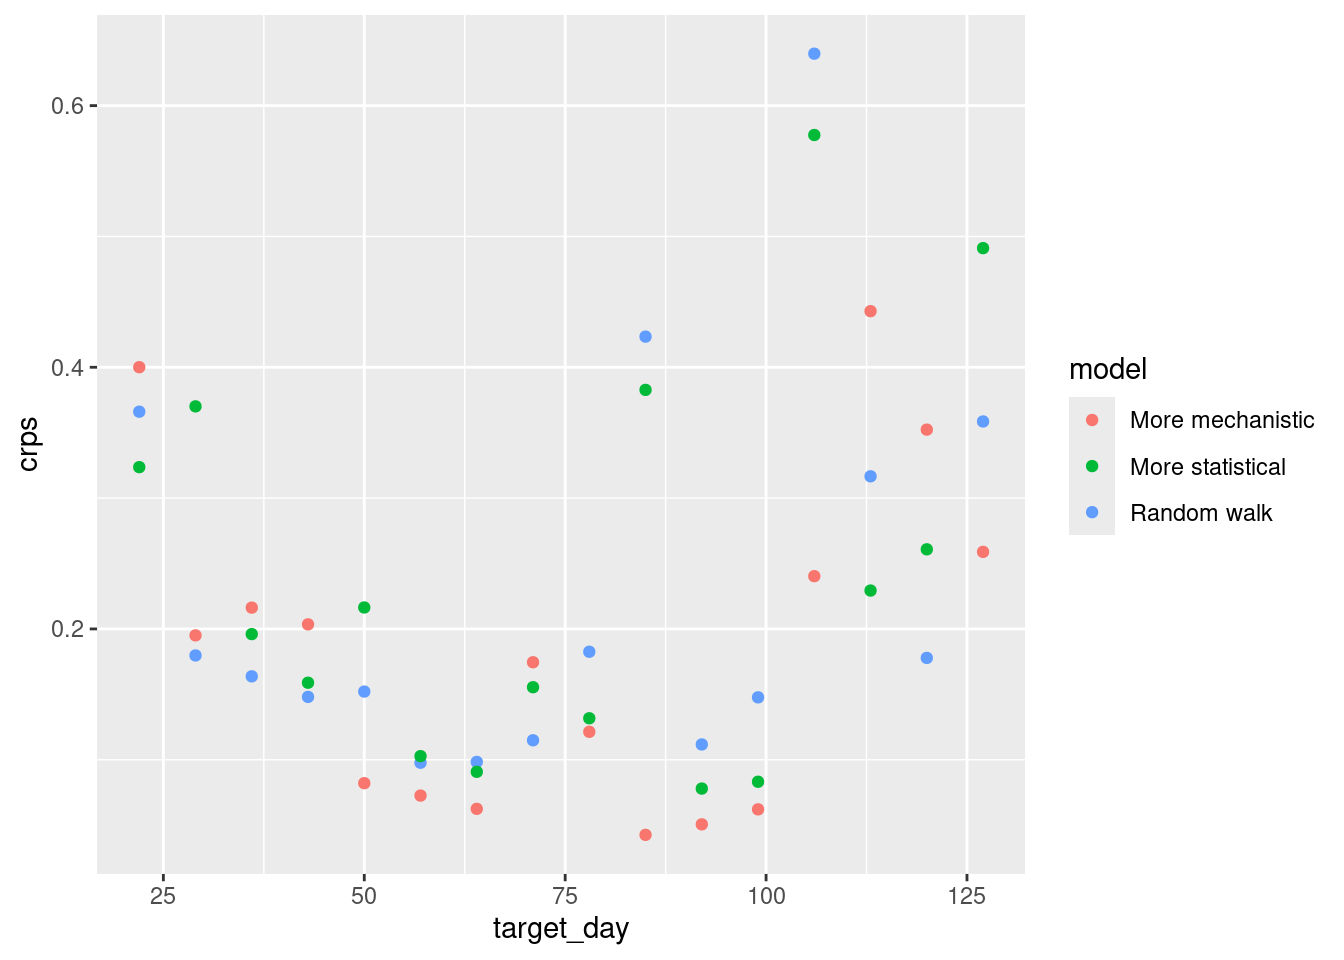 0.6
0.4
0.2
crps
25 50 75 100 125
target_day
model
More mechanistic
More statistical
Random walk